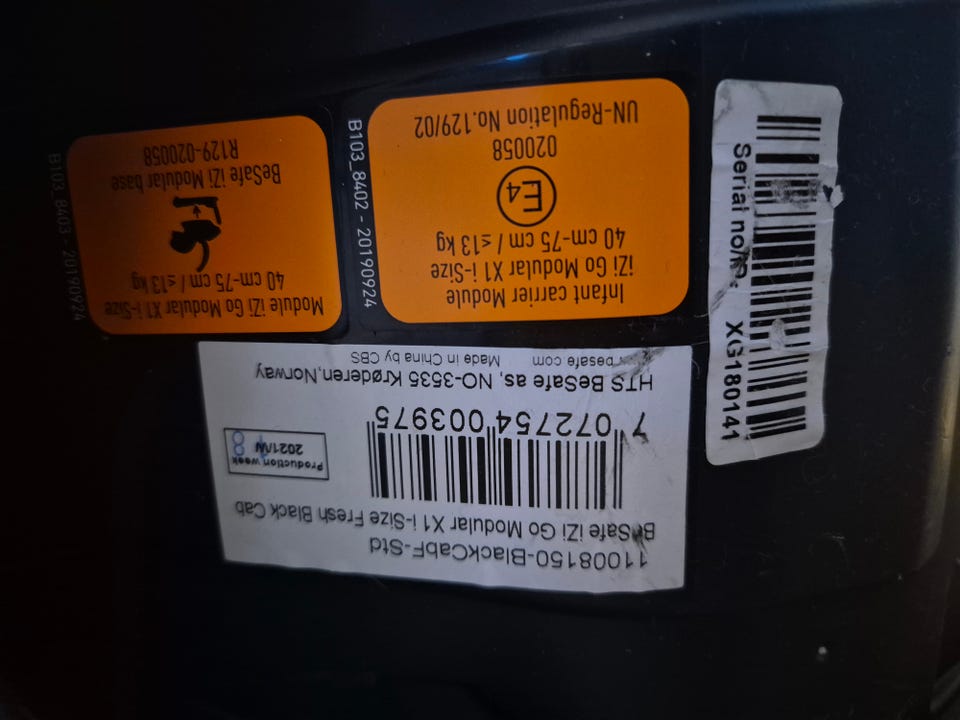 11008150-BlackCabF-Std
BeSafe iZi Go Modular X1 i-Size Fresh Black Cab
Production week
2021/W
7 072754 003975
HTS BeSafe as, NO-3535 Krøderen,Norway
besafe.com Made in China by CBS
Serial no/ID: XG180141
Infant carrier Module
iZi Go Modular X1 i-Size
40 cm-75 cm / ≤13 kg
E4
020058
UN-Regulation No.129/02
B103_8402 - 20190924
Module iZi Go Modular X1 i-Size
40 cm-75 cm / ≤13 kg
BeSafe iZi Modular base
R129-020058
B103_8403 - 20190924